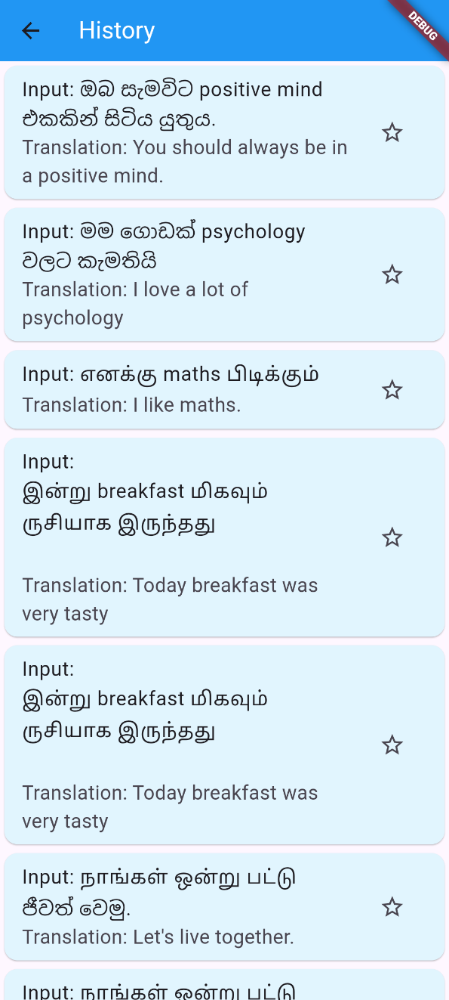 History
DEBUG
Input: ඔබ සැමවිට positive mind
එකකින් සිටිය යුතුය.
Translation: You should always be in
a positive mind.
Input: මම ගොඩක් psychology
වලට කැමතියි
Translation: I love a lot of
psychology
Input: எனக்கு maths பிடிக்கும்
Translation: I like maths.
Input:
இன்று breakfast மிகவும்
ருசியாக இருந்தது
Translation: Today breakfast was
very tasty
Input:
இன்று breakfast மிகவும்
ருசியாக இருந்தது
Translation: Today breakfast was
very tasty
Input: நாங்கள் ஒன்று பட்டு
ජීවත් වෙමු.
Translation: Let's live together.
Input: நாங்கள் ஒன்று பட்டு